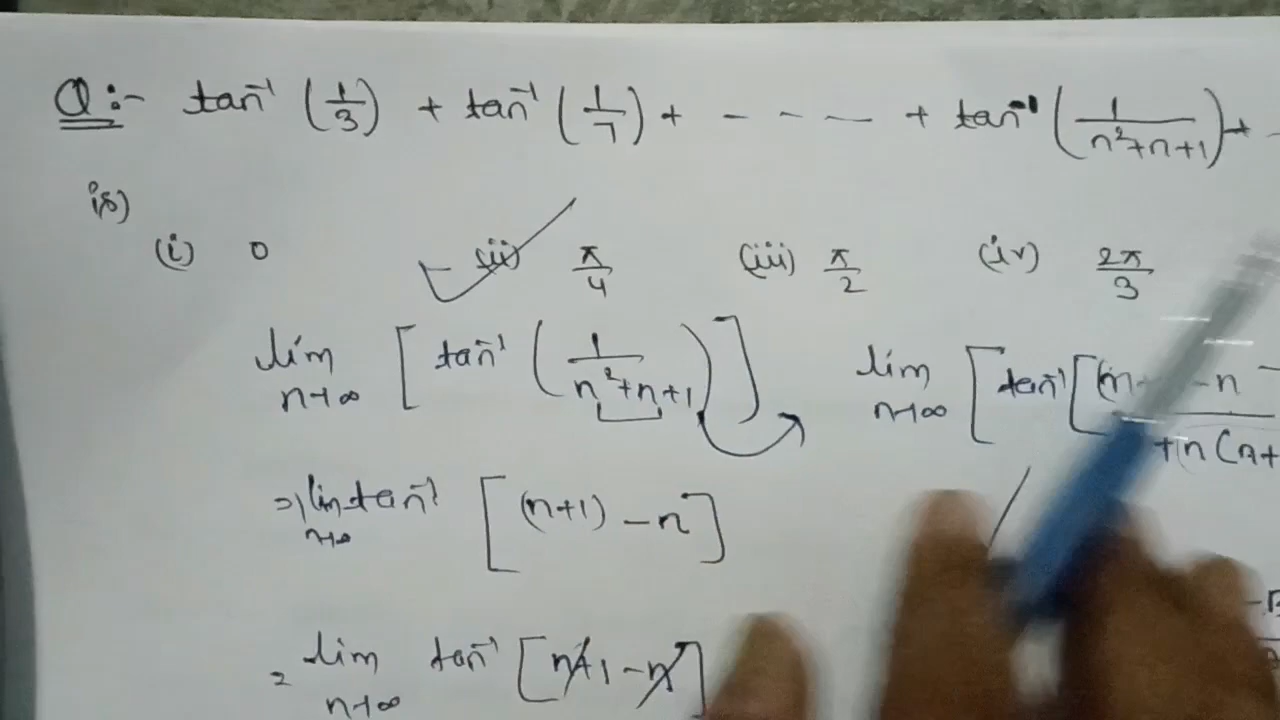 Q:- tan⁻¹ (1/3) + tan⁻¹ (1/7) + - - - — + tan⁻¹ (1/(n²+n+1)) + -
is)
(i) 0 (ii) π/4 (iii) π/2 (iv) 2π/3
lim n→∞ [ tan⁻¹ ( 1/(n²+n+1) ) ] lim n→∞ [ tan⁻¹ [
=) lim n→∞ tan⁻¹ [ (n+1) - n ]
= lim n→∞ tan⁻¹ [ n+1 - n ]